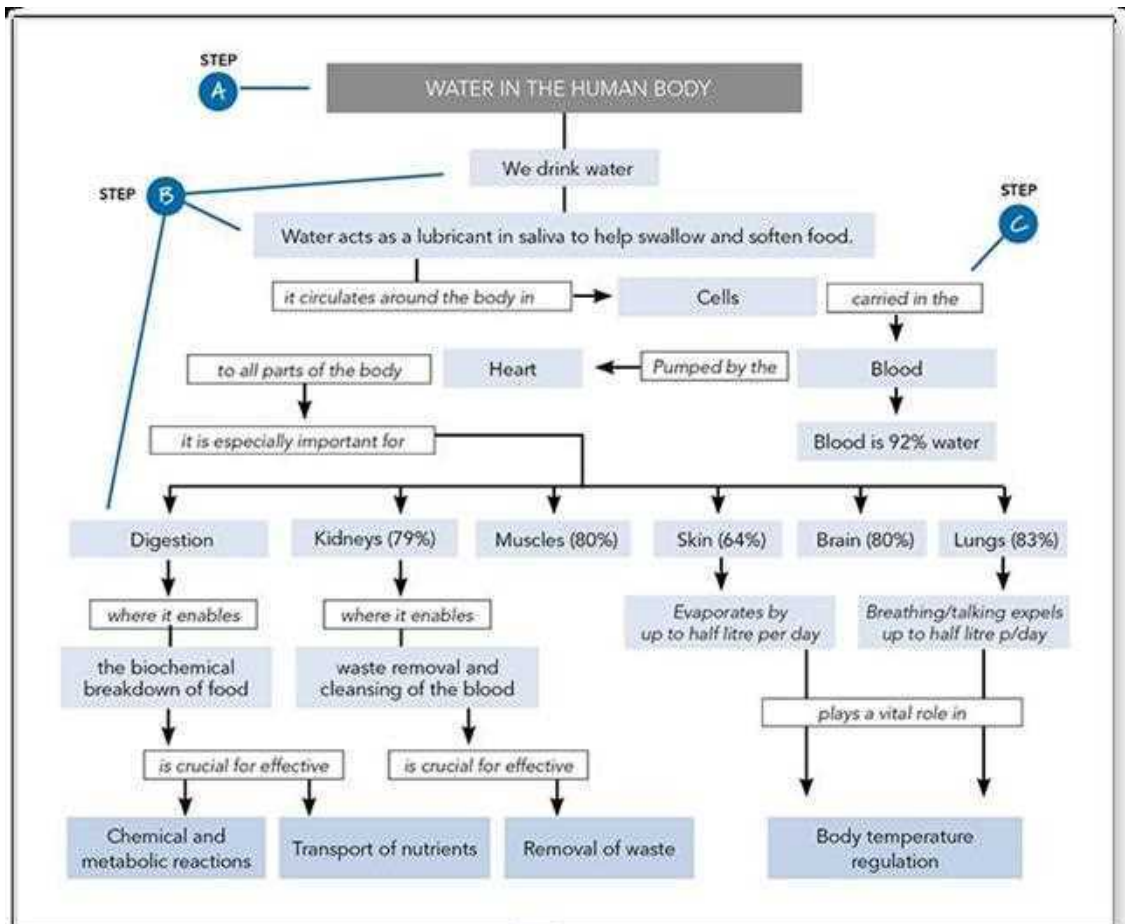 STEP
A
WATER IN THE HUMAN BODY
We drink water
STEP
B
STEP
C
Water acts as a lubricant in saliva to help swallow and soften food.
it circulates around the body in
Cells
carried in the
to all parts of the body
Heart
Pumped by the
Blood
it is especially important for
Blood is 92% water
Digestion
Kidneys (79%)
Muscles (80%)
Skin (64%)
Brain (80%)
Lungs (83%)
where it enables
where it enables
Evaporates by
up to half litre per day
Breathing/talking expels
up to half litre p/day
the biochemical
breakdown of food
waste removal and
cleansing of the blood
plays a vital role in
is crucial for effective
is crucial for effective
Chemical and
metabolic reactions
Transport of nutrients
Removal of waste
Body temperature
regulation